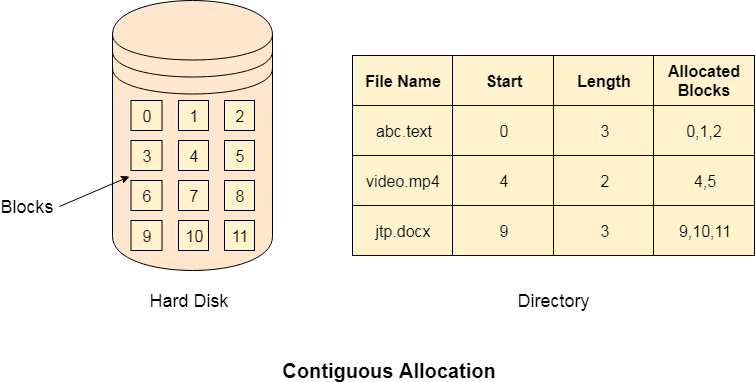 0 1 2
3 4 5
6 7 8
9 10 11
Blocks
Hard Disk
File Name Start Length Allocated
Blocks
abc.text 0 3 0,1,2
video.mp4 4 2 4,5
jtp.docx 9 3 9,10,11
Directory
Contiguous Allocation